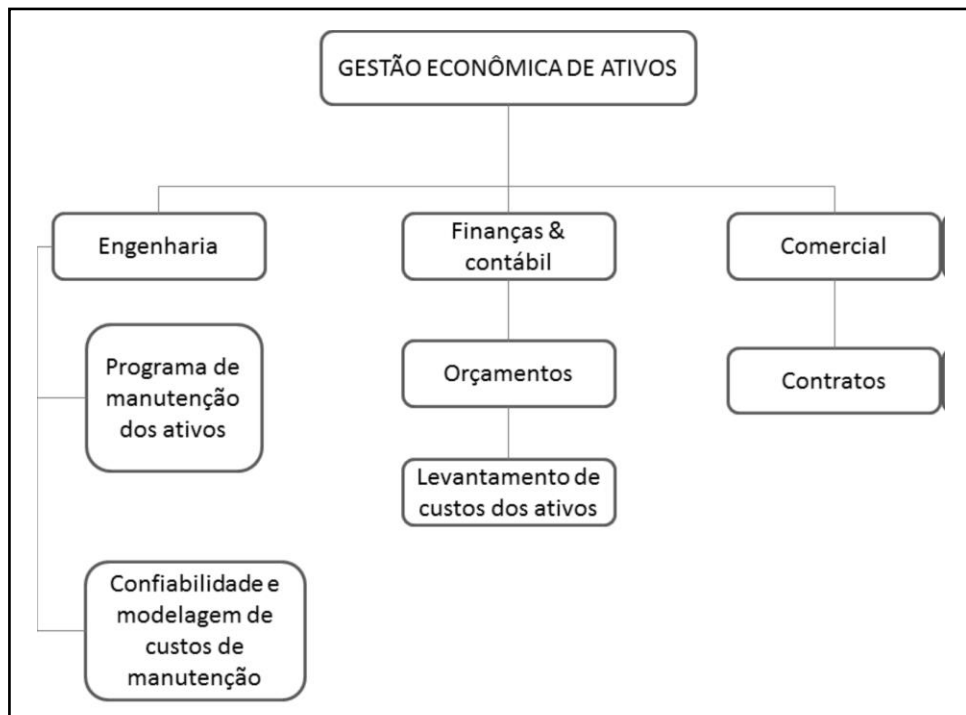 GESTÃO ECONÔMICA DE ATIVOS
Engenharia
Finanças &
contábil
Comercial
Programa de
manutenção
dos ativos
Orçamentos
Contratos
Levantamento de
custos dos ativos
Confiabilidade e
modelagem de
custos de
manutenção